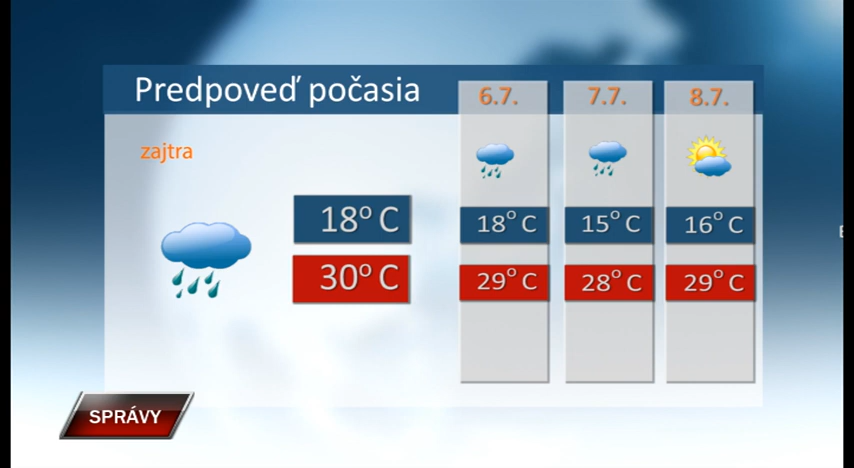 Predpoveď počasia
zajtra
18° C
30° C
6.7.
18° C
29° C
7.7.
15° C
28° C
8.7.
16° C
29° C
SPRÁVY